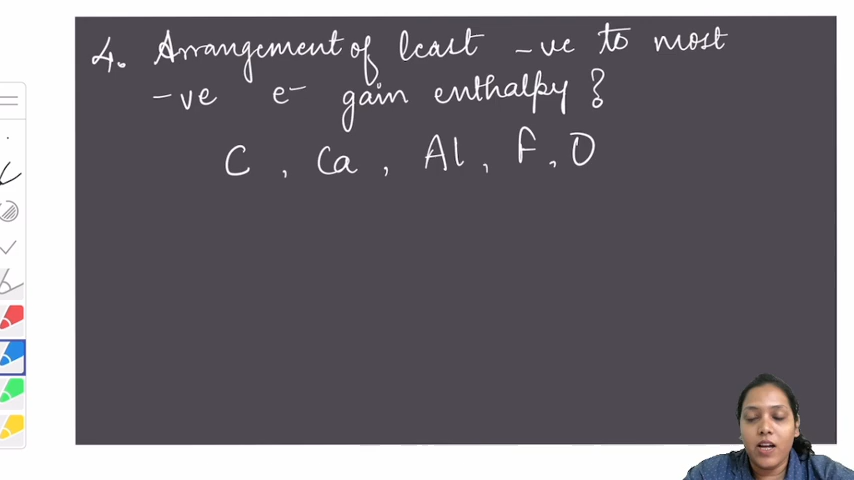 4. Arrangement of least -ve to most
-ve e⁻ gain enthalpy?
C, Ca, Al, F, O